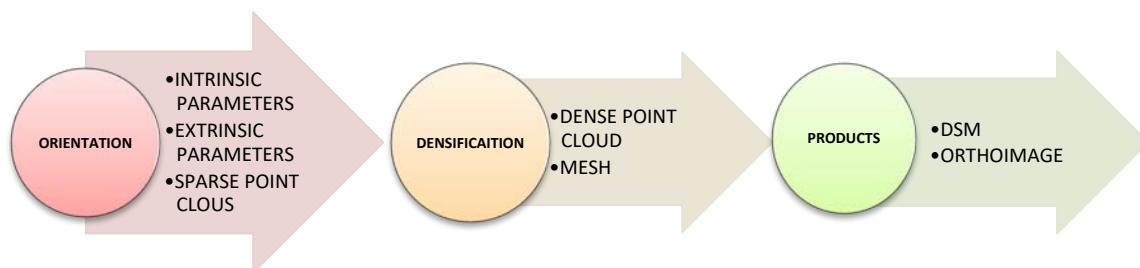 ORIENTATION
•INTRINSIC
PARAMETERS
•EXTRINSIC
PARAMETERS
•SPARSE POINT
CLOUS
DENSIFICAITION
•DENSE POINT
CLOUD
•MESH
PRODUCTS
•DSM
•ORTHOIMAGE